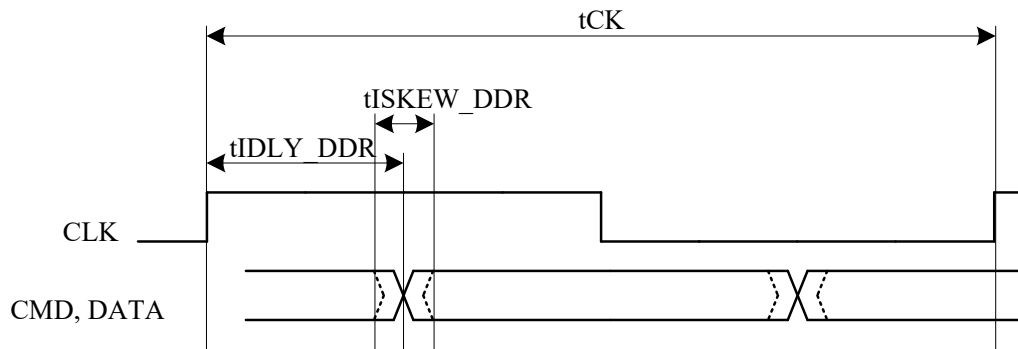 tCK
tISKEW_DDR
tIDLY_DDR
CLK
CMD, DATA